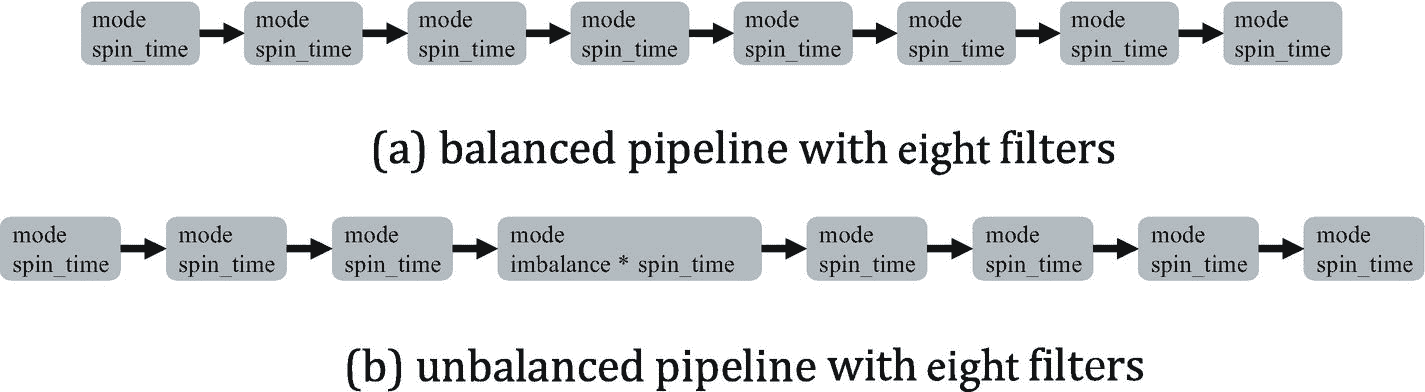 mode mode mode mode mode mode mode mode
spin_time spin_time spin_time spin_time spin_time spin_time spin_time spin_time
(a) balanced pipeline with eight filters
mode mode mode mode mode mode mode mode
spin_time spin_time spin_time imbalance * spin_time spin_time spin_time spin_time spin_time
(b) unbalanced pipeline with eight filters